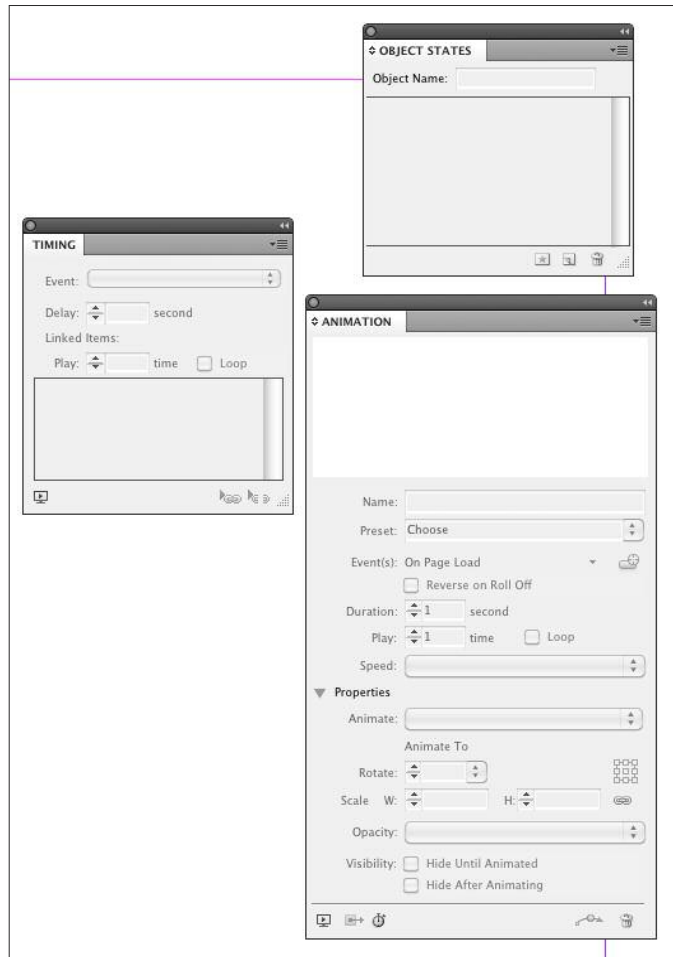 OBJECT STATES
Object Name:
TIMING
Event:
Delay: second
Linked Items:
Play: time Loop
ANIMATION
Name:
Preset: Choose
Event(s): On Page Load
Reverse on Roll Off
Duration: 1 second
Play: 1 time Loop
Speed:
Properties
Animate:
Animate To
Rotate:
Scale W: H:
Opacity:
Visibility: Hide Until Animated
Hide After Animating